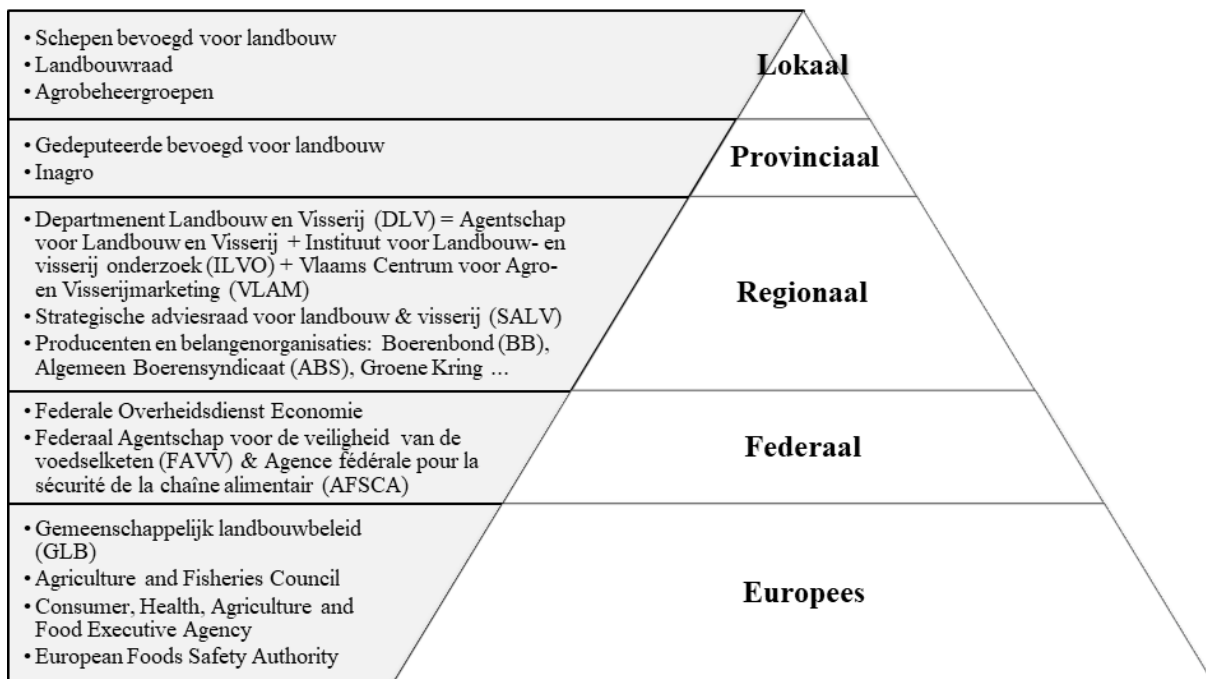 • Schepen bevoegd voor landbouw
• Landbouwraad
• Agrobeheergroepen
Lokaal
• Gedeputeerde bevoegd voor landbouw
• Inagro
Provinciaal
• Departmenent Landbouw en Visserij (DLV) = Agentschap
voor Landbouw en Visserij + Instituut voor Landbouw- en
visserij onderzoek (ILVO) + Vlaams Centrum voor Agro-
en Visserijmarketing (VLAM)
• Strategische adviesraad voor landbouw & visserij (SALV)
• Producenten en belangenorganisaties: Boerenbond (BB),
Algemeen Boerensyndicaat (ABS), Groene Kring ...
Regionaal
• Federale Overheidsdienst Economie
• Federaal Agentschap voor de veiligheid van de
voedselketen (FAVV) & Agence fédérale pour la
sécurité de la chaîne alimentair (AFSCA)
Federaal
• Gemeenschappelijk landbouwbeleid
(GLB)
• Agriculture and Fisheries Council
• Consumer, Health, Agriculture and
Food Executive Agency
• European Foods Safety Authority
Europees